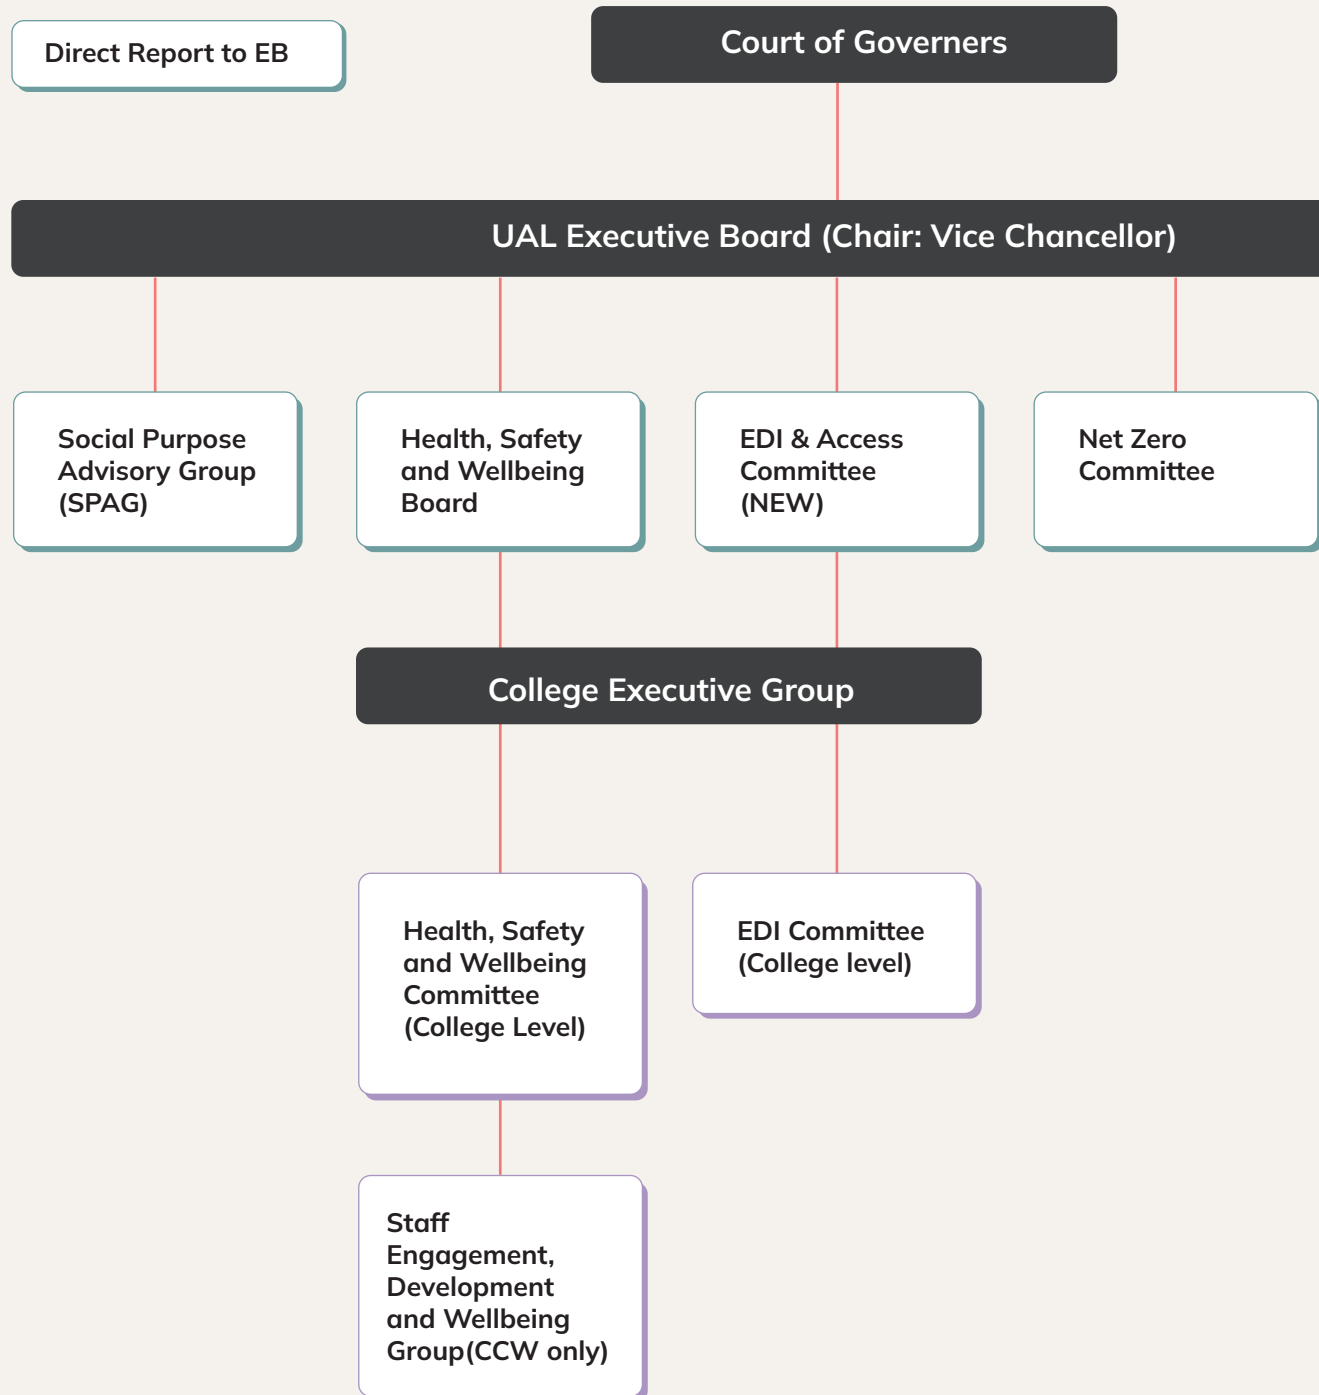 Direct Report to EB
Court of Governers
UAL Executive Board (Chair: Vice Chancellor)
Social Purpose
Advisory Group
(SPAG)
Health, Safety
and Wellbeing
Board
EDI & Access
Committee
(NEW)
Net Zero
Committee
College Executive Group
Health, Safety
and Wellbeing
Committee
(College Level)
EDI Committee
(College level)
Staff
Engagement,
Development
and Wellbeing
Group(CCW only)